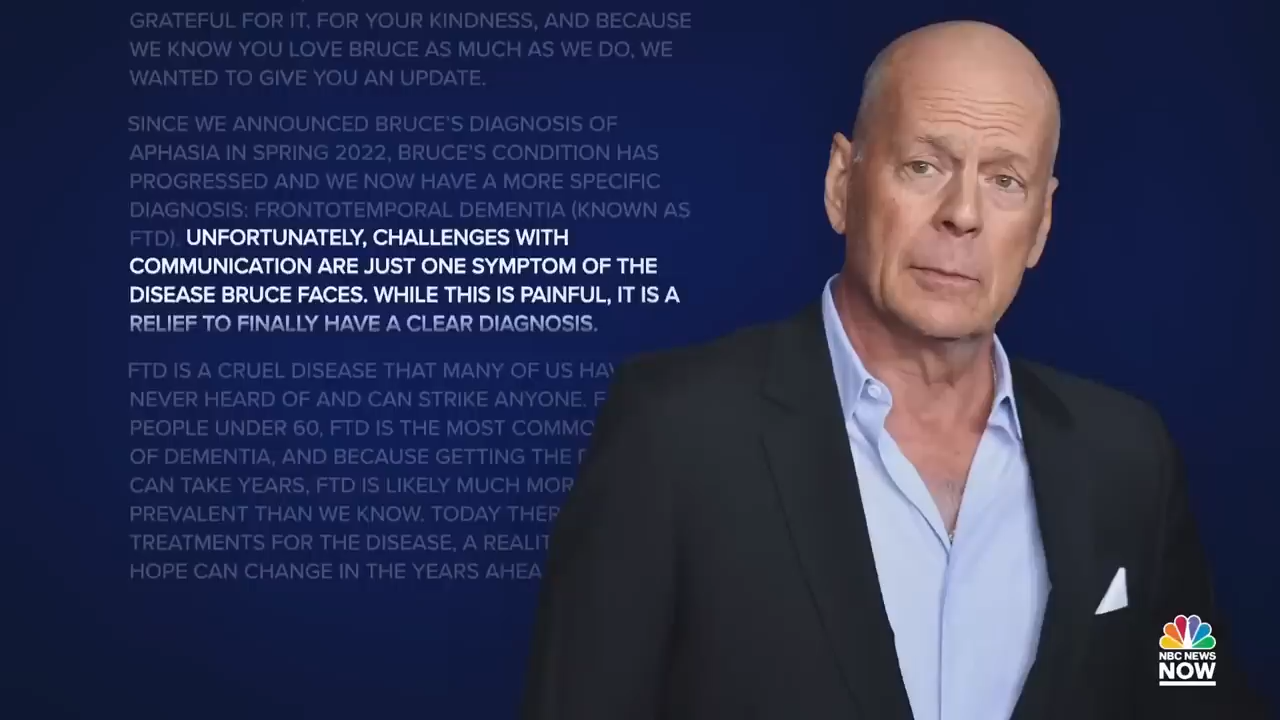 GRATEFUL FOR IT. FOR YOUR KINDNESS, AND BECAUSE
WE KNOW YOU LOVE BRUCE AS MUCH AS WE DO, WE
WANTED TO GIVE YOU AN UPDATE.
SINCE WE ANNOUNCED BRUCE'S DIAGNOSIS OF
APHASIA IN SPRING 2022, BRUCE'S CONDITION HAS
PROGRESSED AND WE NOW HAVE A MORE SPECIFIC
DIAGNOSIS: FRONTOTEMPORAL DEMENTIA (KNOWN AS
FTD). UNFORTUNATELY, CHALLENGES WITH
COMMUNICATION ARE JUST ONE SYMPTOM OF THE
DISEASE BRUCE FACES. WHILE THIS IS PAINFUL, IT IS A
RELIEF TO FINALLY HAVE A CLEAR DIAGNOSIS.
FTD IS A CRUEL DISEASE THAT MANY OF US
NEVER HEARD OF AND CAN STRIKE ANYONE.
PEOPLE UNDER 60, FTD IS THE MOST
OF DEMENTIA, AND BECAUSE GETTING THE
CAN TAKE YEARS, FTD IS LIKELY MUCH
PREVALENT THAN WE KNOW. TODAY
TREATMENTS FOR THE DISEASE, A
HOPE CAN CHANGE IN THE YEARS
NBC NEWS
NOW